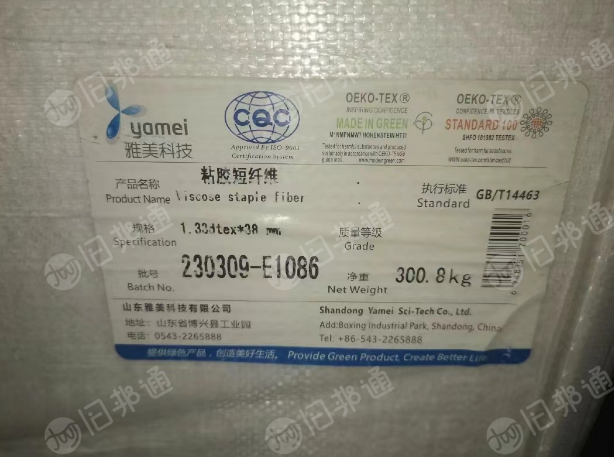 yamei
雅美科技
CQC
Approved By ISO 9001
Certification System
OEKO-TEX®
INSPIRING CONFIDENCE
MADE IN GREEN
OEKO-TEX®
CONFIDENCE IN TEXTILES
STANDARD 100
产品名称
Product Name
粘胶短纤维
Viscose staple fiber
执行标准
Standard
GB/T14463
规格
Specification
1.33dtex*38 mm
质量等级
Grade
批号
Batch No.
230309-E1086
净重
Net Weight
300.8kg
山东雅美科技有限公司
地址:山东省博兴县工业园
电话:0543-2265888
Shandong Yamei Sci-Tech Co., Ltd.
Add:Boxing Industrial Park, Shandong, China
Tel: +86-543-2265888
提供绿色产品,创造美好生活。 Provide Green Product, Create Better Life
旧邦通